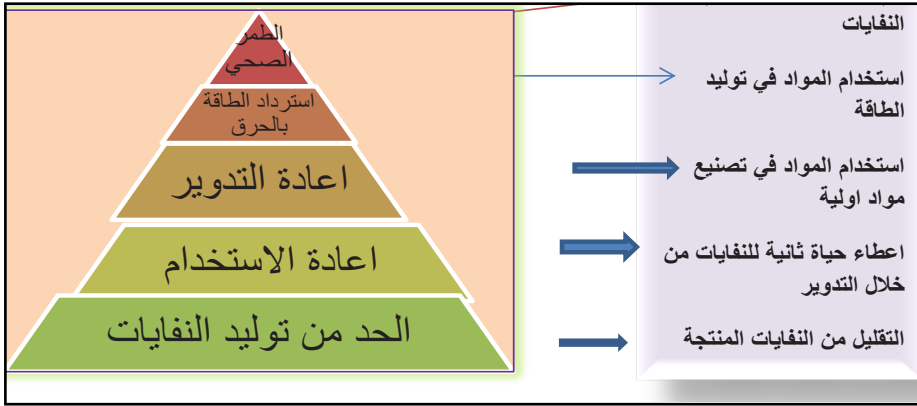 الطمر
الصحي
استرداد الطاقة
بالحرق
اعادة التدوير
اعادة الاستخدام
الحد من توليد النفايات
النفايات
استخدام المواد في توليد
الطاقة
استخدام المواد في تصنيع
مواد اولية
اعطاء حياة ثانية للنفايات من
خلال التدوير
التقليل من النفايات المنتجة